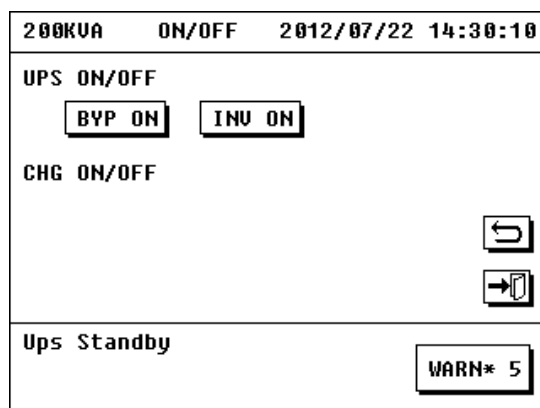 200KVA ON/OFF 2012/07/22 14:30:10
UPS ON/OFF
BYP ON INV ON
CHG ON/OFF
Ups Standby
WARN* 5